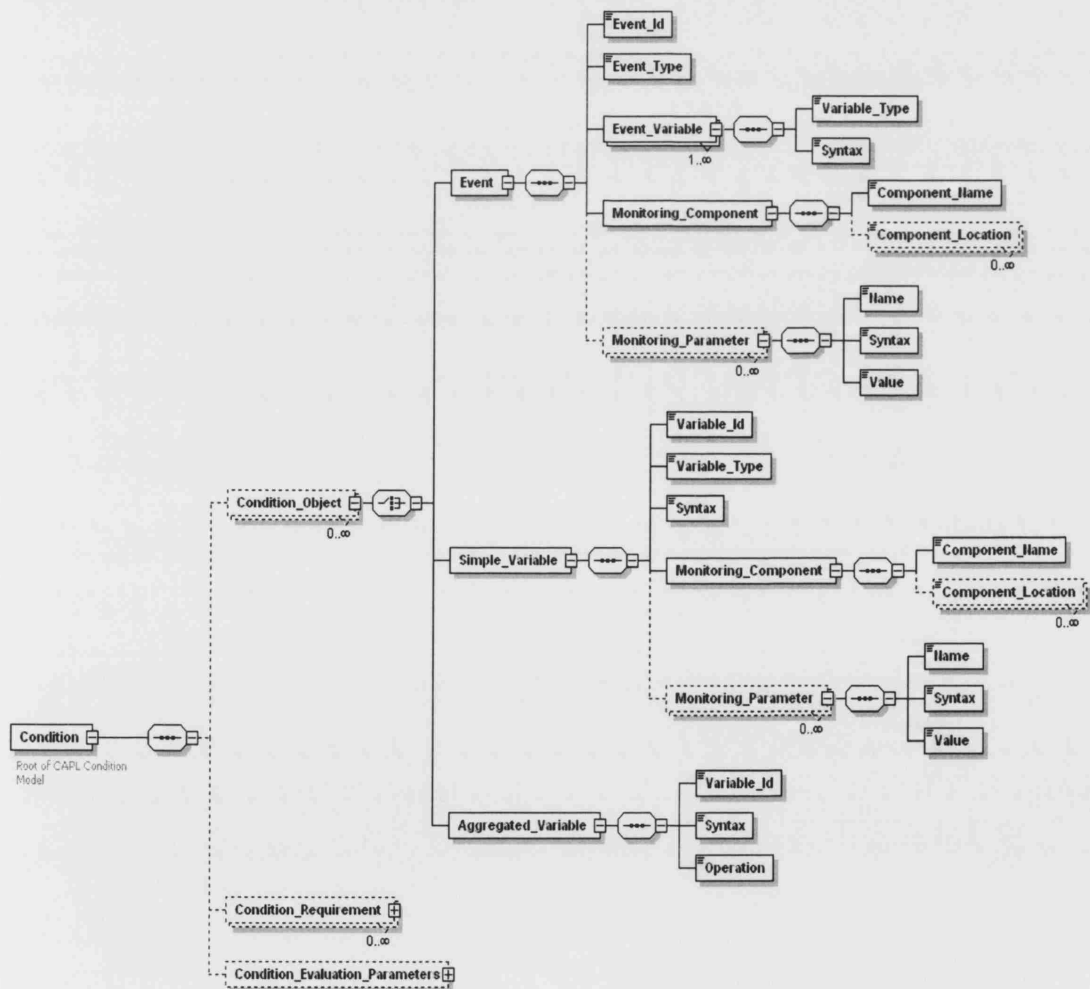 Event_Id
Event_Type
Event_Variable
1..∞
Variable_Type
Syntax
Event
Monitoring_Component
Component_Name
Component_Location
0..∞
Monitoring_Parameter
0..∞
Name
Syntax
Value
Condition_Object
0..∞
Simple_Variable
Variable_Id
Variable_Type
Syntax
Monitoring_Component
Component_Name
Component_Location
0..∞
Monitoring_Parameter
0..∞
Name
Syntax
Value
Condition
Root of CAPL Condition
Model
Aggregated_Variable
Variable_Id
Syntax
Operation
Condition_Requirement
0..∞
Condition_Evaluation_Parameters